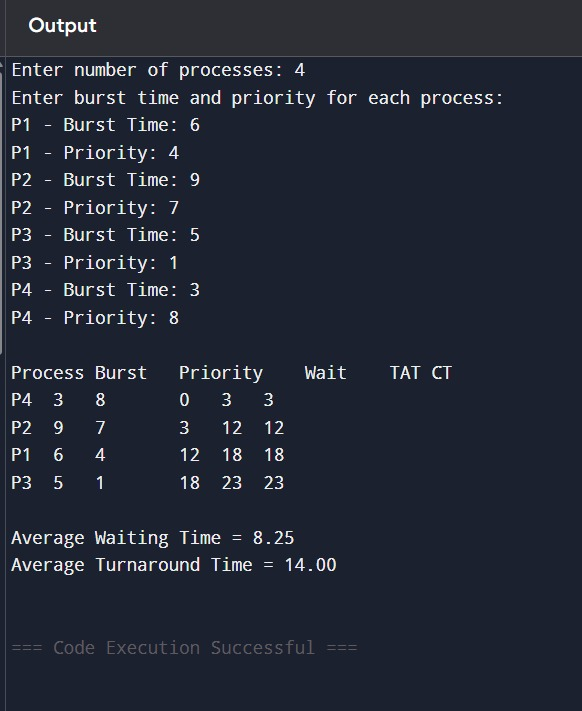 Output
Enter number of processes: 4
Enter burst time and priority for each process:
P1 - Burst Time: 6
P1 - Priority: 4
P2 - Burst Time: 9
P2 - Priority: 7
P3 - Burst Time: 5
P3 - Priority: 1
P4 - Burst Time: 3
P4 - Priority: 8
Process Burst Priority Wait TAT CT
P4 3 8 0 3 3
P2 9 7 3 12 12
P1 6 4 12 18 18
P3 5 1 18 23 23
Average Waiting Time = 8.25
Average Turnaround Time = 14.00
=== Code Execution Successful ===